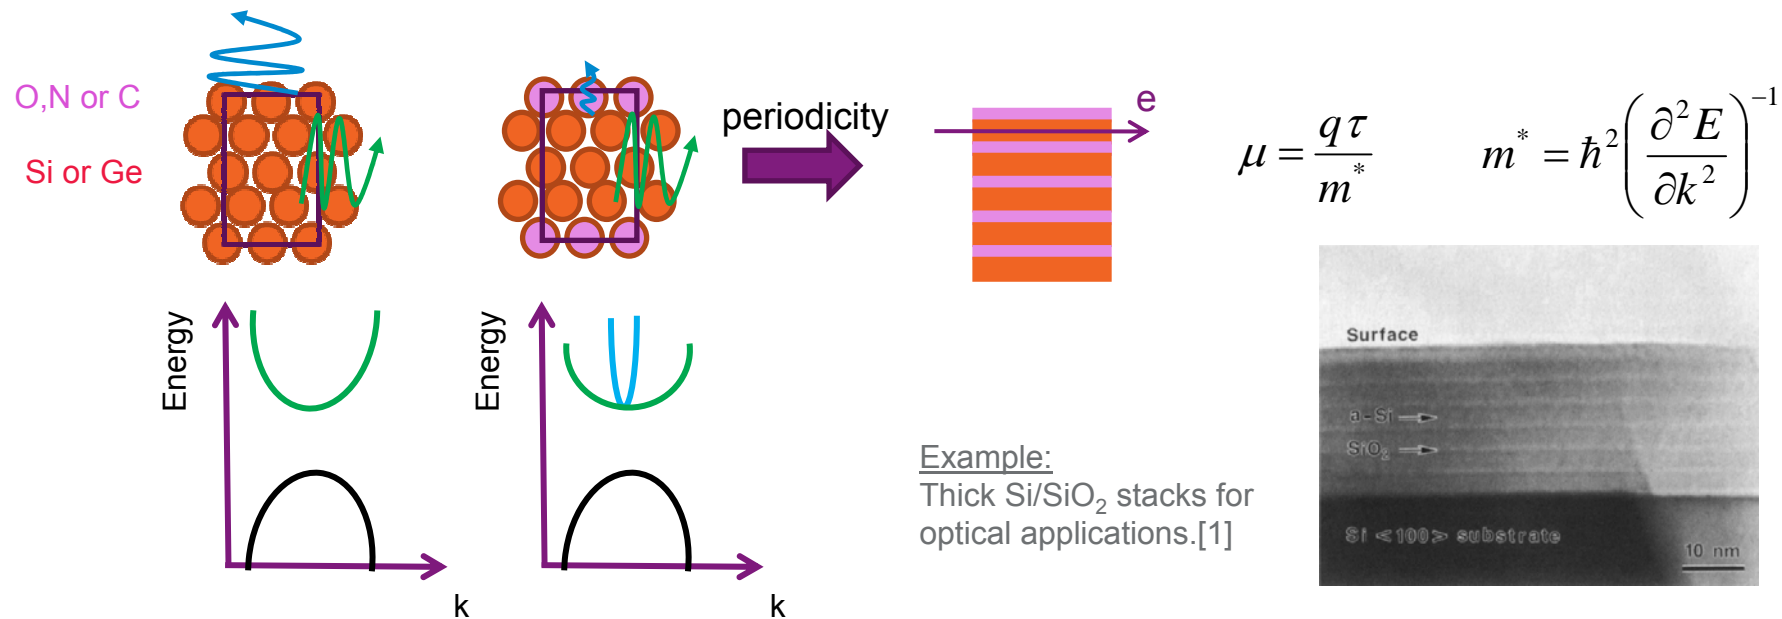 O,N or C
Si or Ge
periodicity
e
μ = qτ / m*
m* = ħ² (∂²E / ∂k²)⁻¹
Energy
k
Energy
k
Example:
Thick Si/SiO₂ stacks for
optical applications.[1]
Surface
a-Si
SiO₂
Si <100> substrate
10 nm